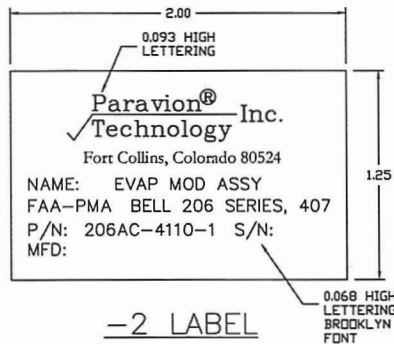 2.00
0.093 HIGH
LETTERING
Paravion®
Technology Inc.
Fort Collins, Colorado 80524
NAME: EVAP MOD ASSY
FAA-PMA BELL 206 SERIES, 407
P/N: 206AC-4110-1 S/N:
MFD:
1.25
0.068 HIGH
LETTERING
BROOKLYN
FONT
-2 LABEL